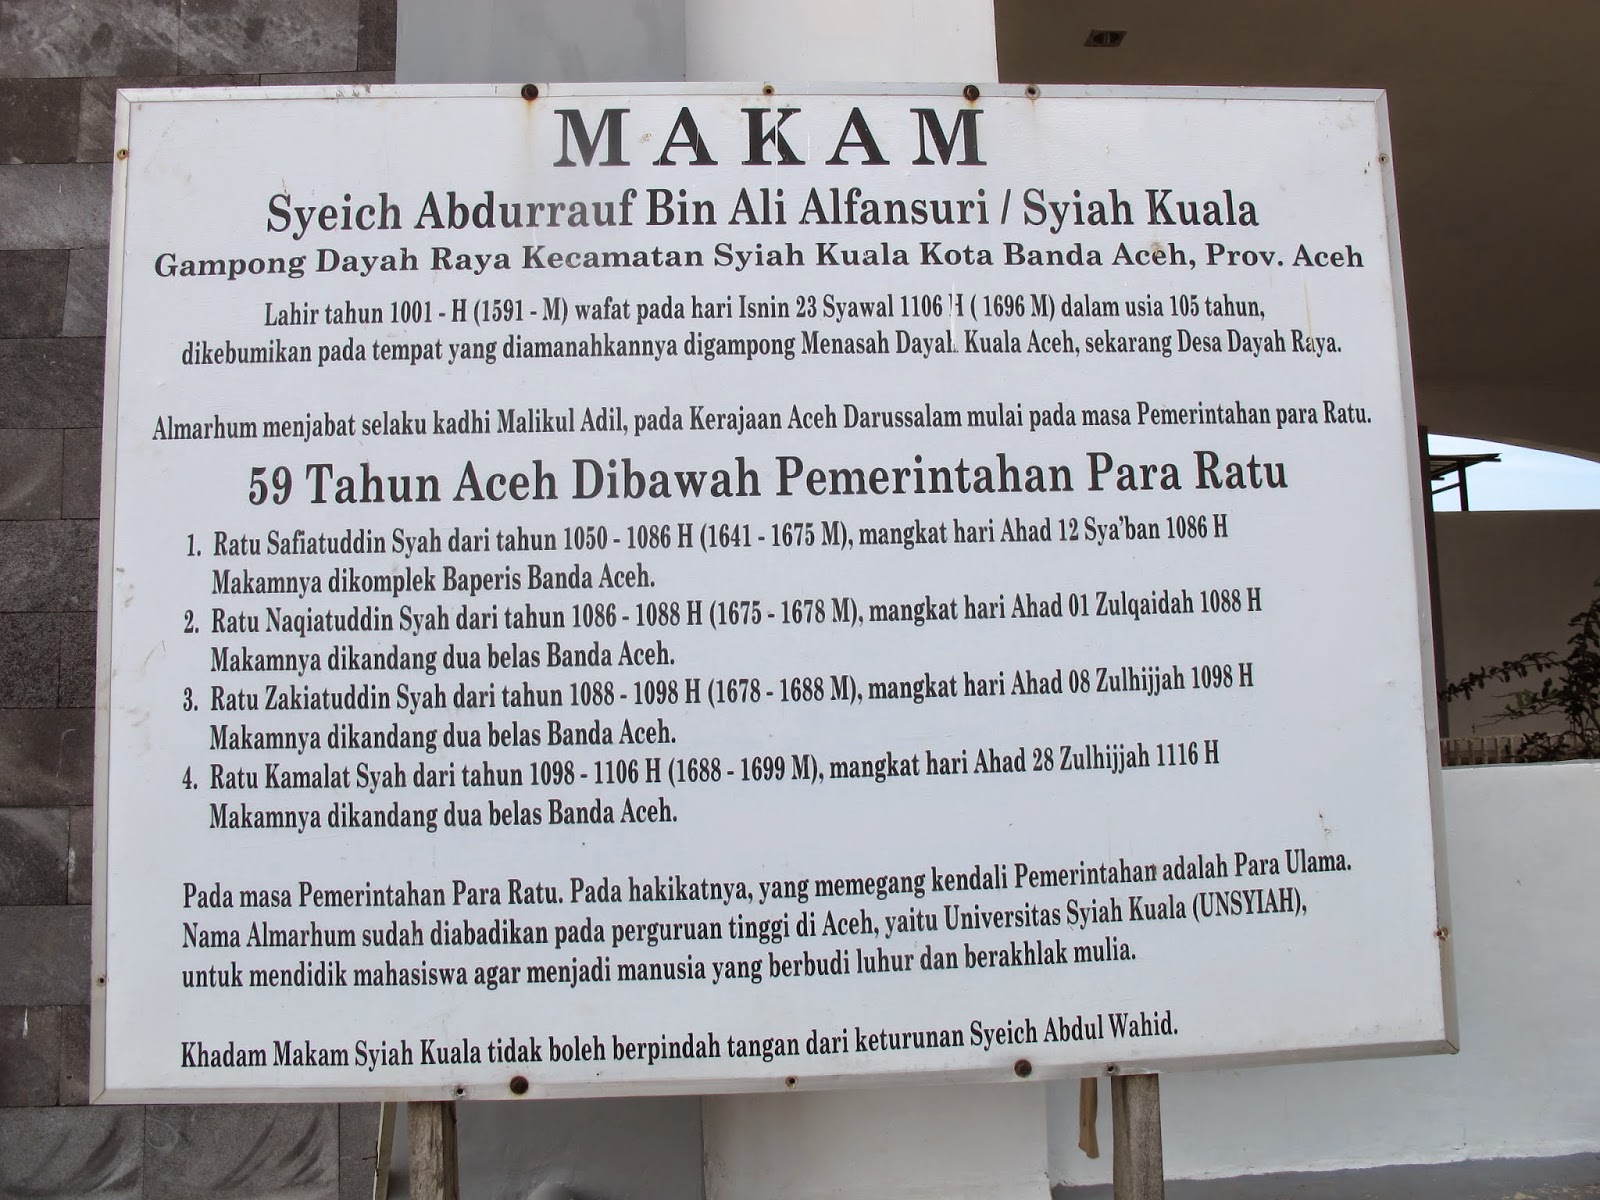 MAKAM
Syeich Abdurrauf Bin Ali Alfansuri / Syiah Kuala
Gampong Dayah Raya Kecamatan Syiah Kuala Kota Banda Aceh, Prov. Aceh
Lahir tahun 1001 - H (1591 - M) wafat pada hari Isnin 23 Syawal 1106 H ( 1696 M) dalam usia 105 tahun,
dikebumikan pada tempat yang diamanahkannya digampong Menasah Dayah Kuala Aceh, sekarang Desa Dayah Raya.
Almarhum menjabat selaku kadhi Malikul Adil, pada Kerajaan Aceh Darussalam mulai pada masa Pemerintahan para Ratu.
59 Tahun Aceh Dibawah Pemerintahan Para Ratu
1. Ratu Safiatuddin Syah dari tahun 1050 - 1086 H (1641 - 1675 M), mangkat hari Ahad 12 Sya'ban 1086 H
Makamnya dikomplek Baperis Banda Aceh.
2. Ratu Naqiatuddin Syah dari tahun 1086 - 1088 H (1675 - 1678 M), mangkat hari Ahad 01 Zulqaidah 1088 H
Makamnya dikandang dua belas Banda Aceh.
3. Ratu Zakiatuddin Syah dari tahun 1088 - 1098 H (1678 - 1688 M), mangkat hari Ahad 08 Zulhijjah 1098 H
Makamnya dikandang dua belas Banda Aceh.
4. Ratu Kamalat Syah dari tahun 1098 - 1106 H (1688 - 1699 M), mangkat hari Ahad 28 Zulhijjah 1116 H
Makamnya dikandang dua belas Banda Aceh.
Pada masa Pemerintahan Para Ratu. Pada hakikatnya, yang memegang kendali Pemerintahan adalah Para Ulama.
Nama Almarhum sudah diabadikan pada perguruan tinggi di Aceh, yaitu Universitas Syiah Kuala (UNSYIAH),
untuk mendidik mahasiswa agar menjadi manusia yang berbudi luhur dan berakhlak mulia.
Khadam Makam Syiah Kuala tidak boleh berpindah tangan dari keturunan Syeich Abdul Wahid.